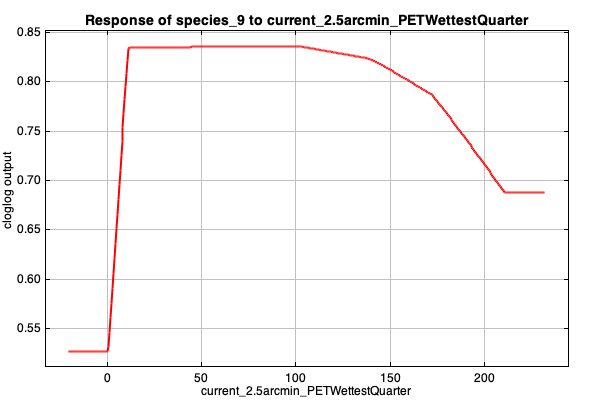 Response of species_9 to current_2.5arcmin_PETWettestQuarter
0.85
0.80
0.75
0.70
0.65
0.60
0.55
cloglog output
0 50 100 150 200
current_2.5arcmin_PETWettestQuarter